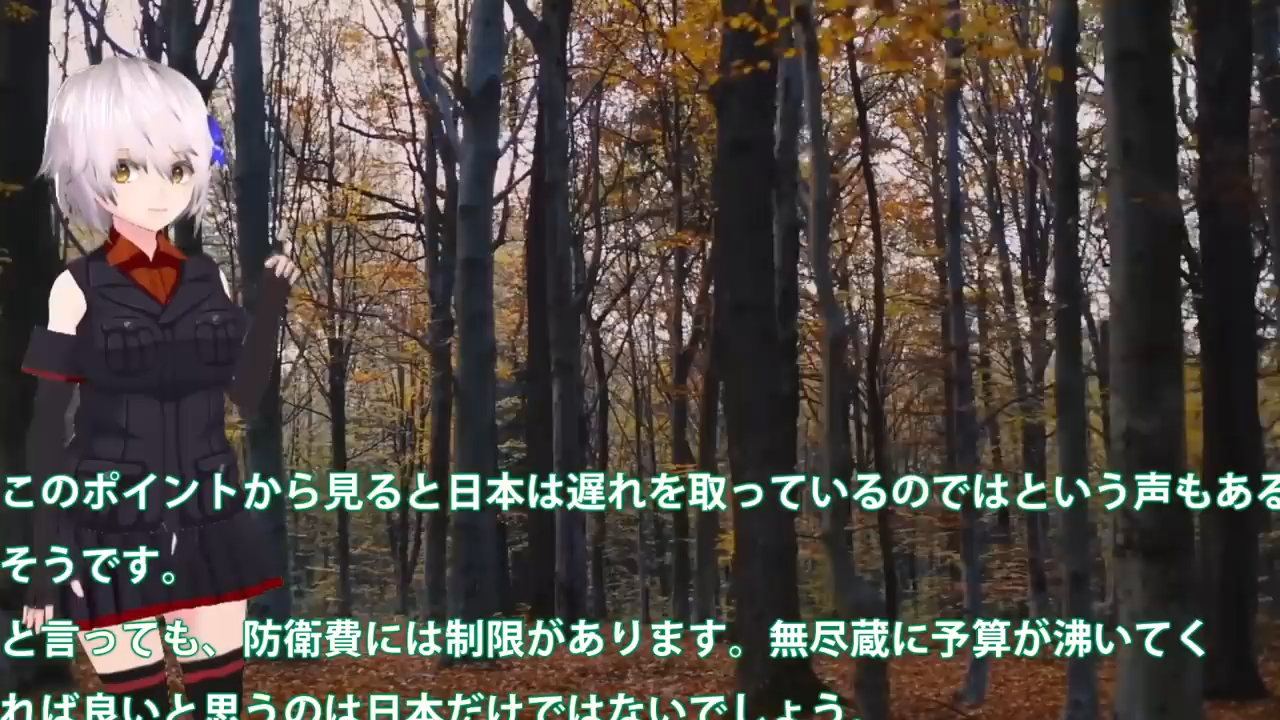 このポイントから見ると日本は遅れを取っているのではという声もある
そうです。
と言っても、防衛費には制限があります。無尽蔵に予算が沸いてく
れば良いと思うのは日本だけではないでしょう。